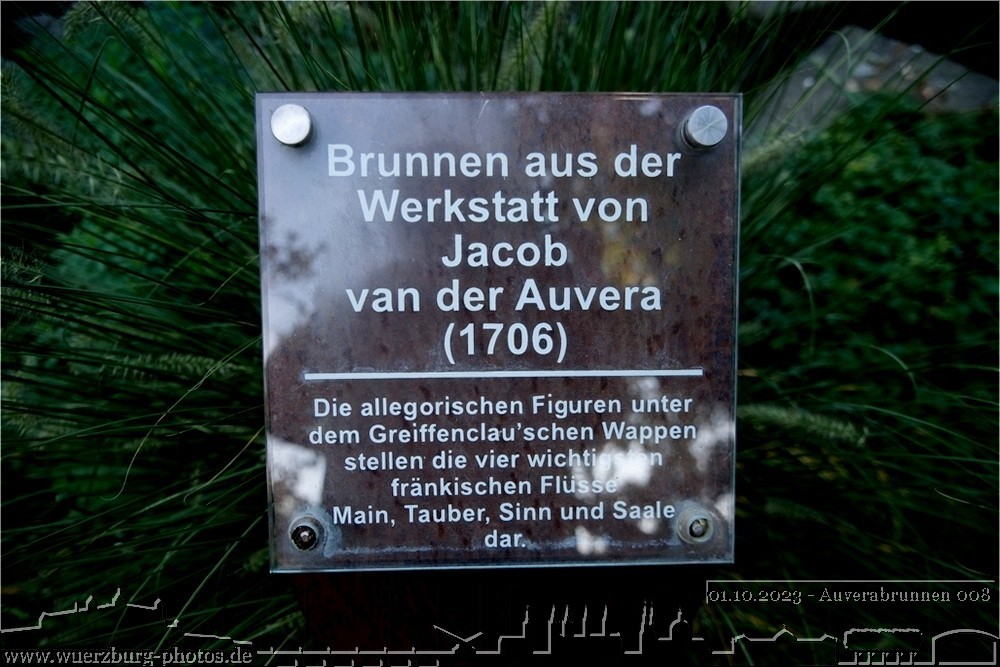 Brunnen aus der
Werkstatt von
Jacob
van der Auvera
(1706)
Die allegorischen Figuren unter
dem Greiffenclau'schen Wappen
stellen die vier wichtigsten
fränkischen Flüsse
Main, Tauber, Sinn und Saale
dar.
01.10.2023 - Auverabrunnen 008
www.wuerzburg-photos.de